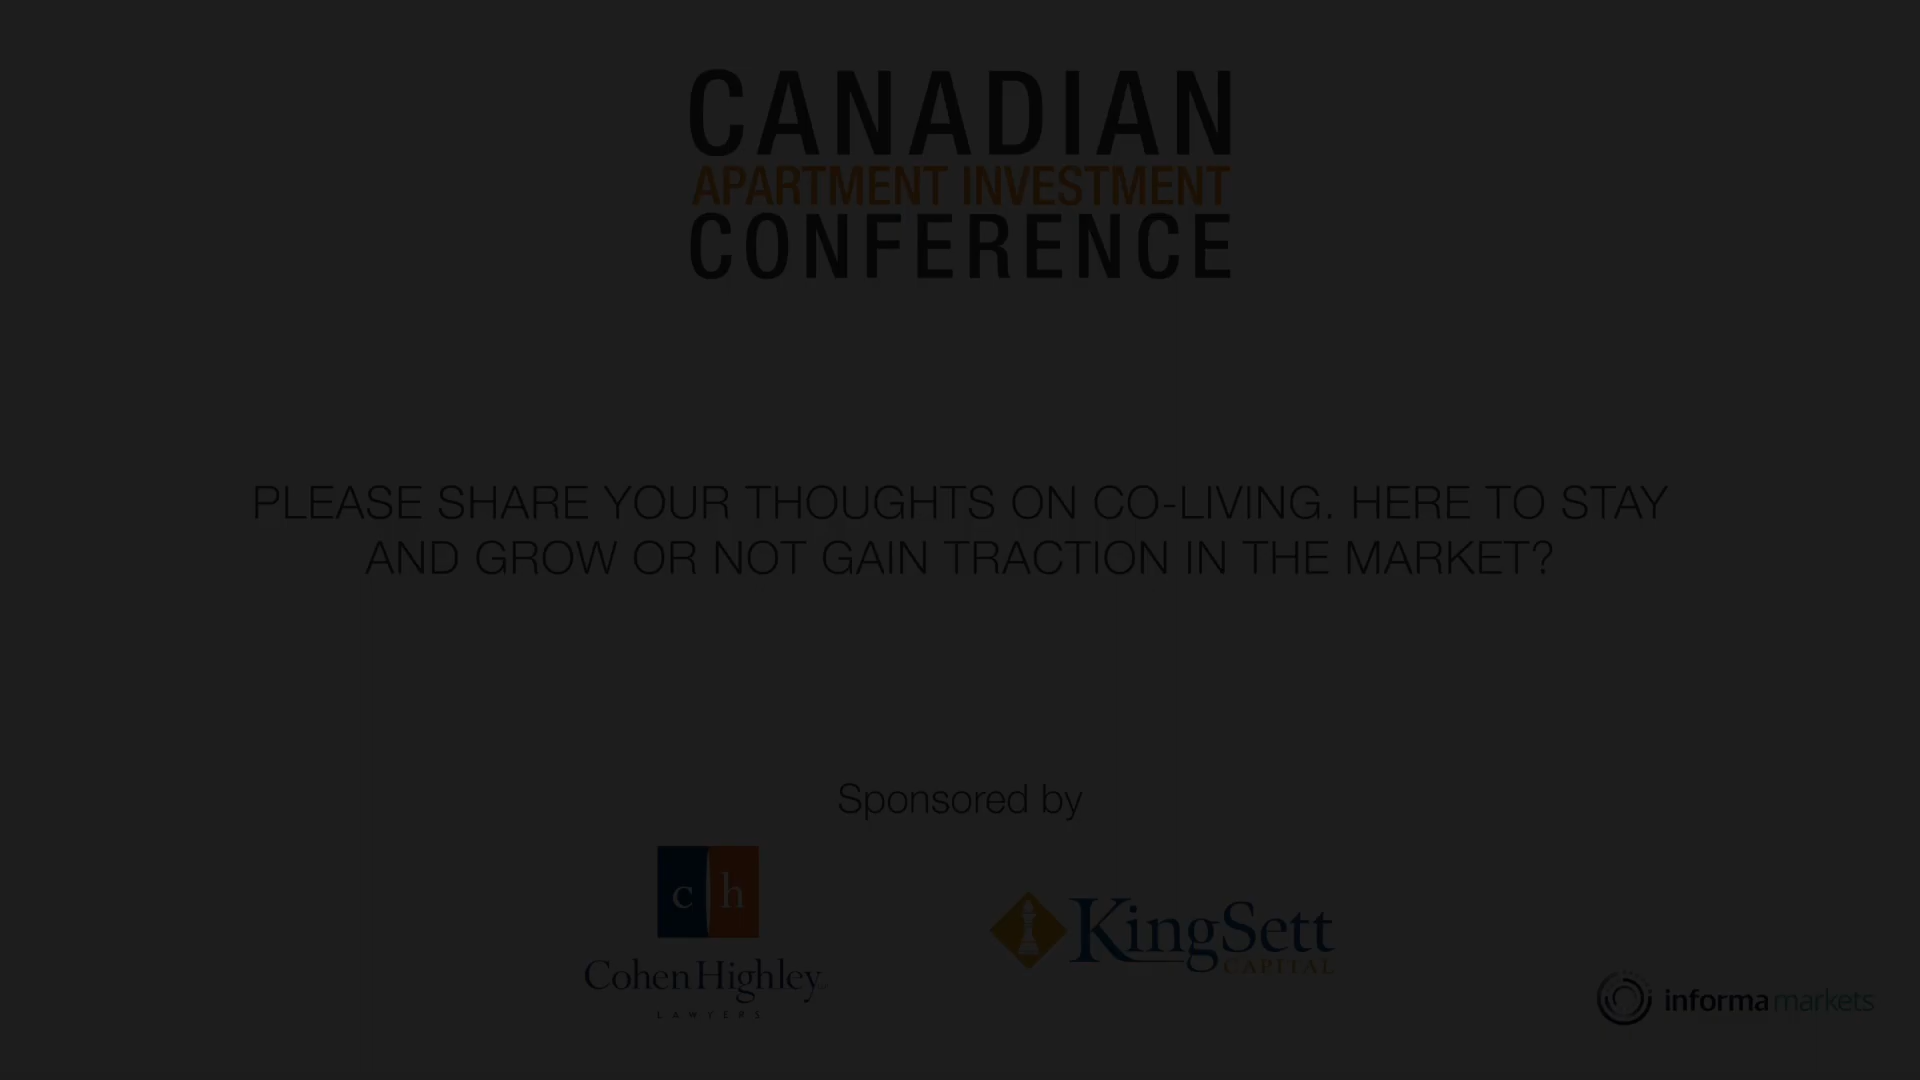 CANADIAN
APARTMENT INVESTMENT
CONFERENCE
PLEASE SHARE YOUR THOUGHTS ON CO-LIVING. HERE TO STAY
AND GROW OR NOT GAIN TRACTION IN THE MARKET?
Sponsored by
c h
Cohen Highley
LAWYERS
KingSett
CAPITAL
informa markets